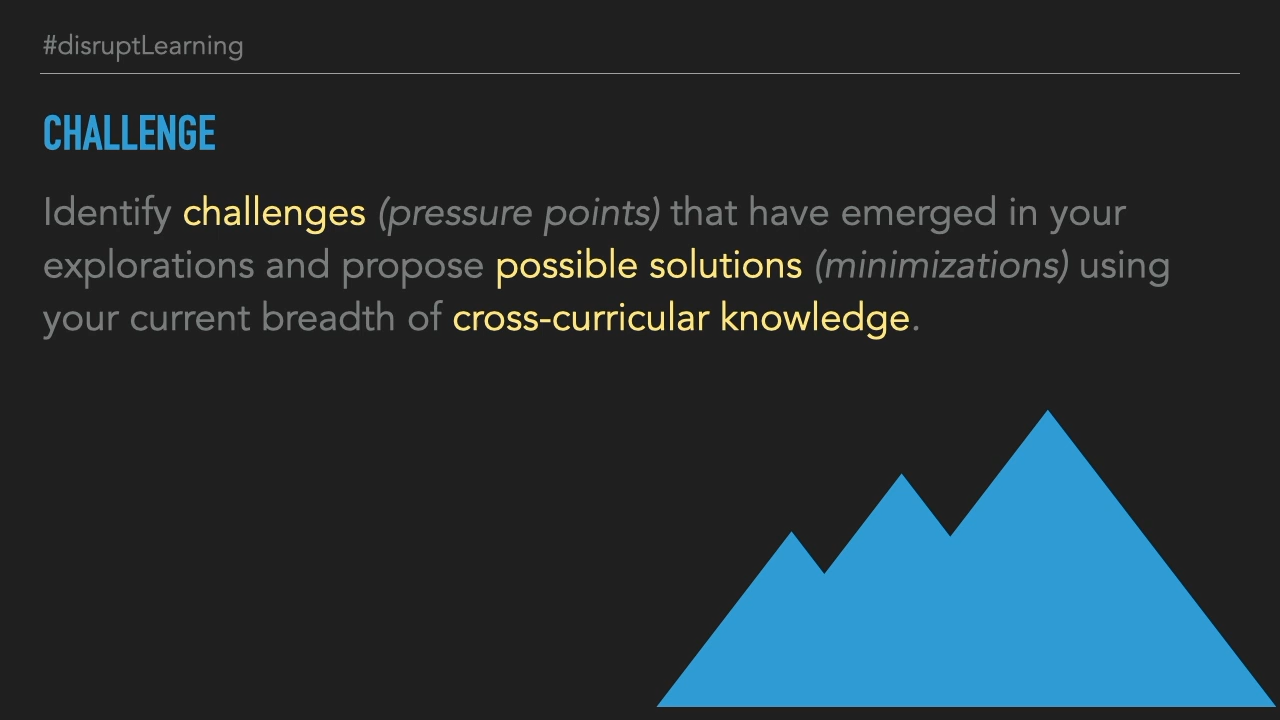 #disruptLearning
CHALLENGE
Identify challenges (pressure points) that have emerged in your
explorations and propose possible solutions (minimizations) using
your current breadth of cross-curricular knowledge.